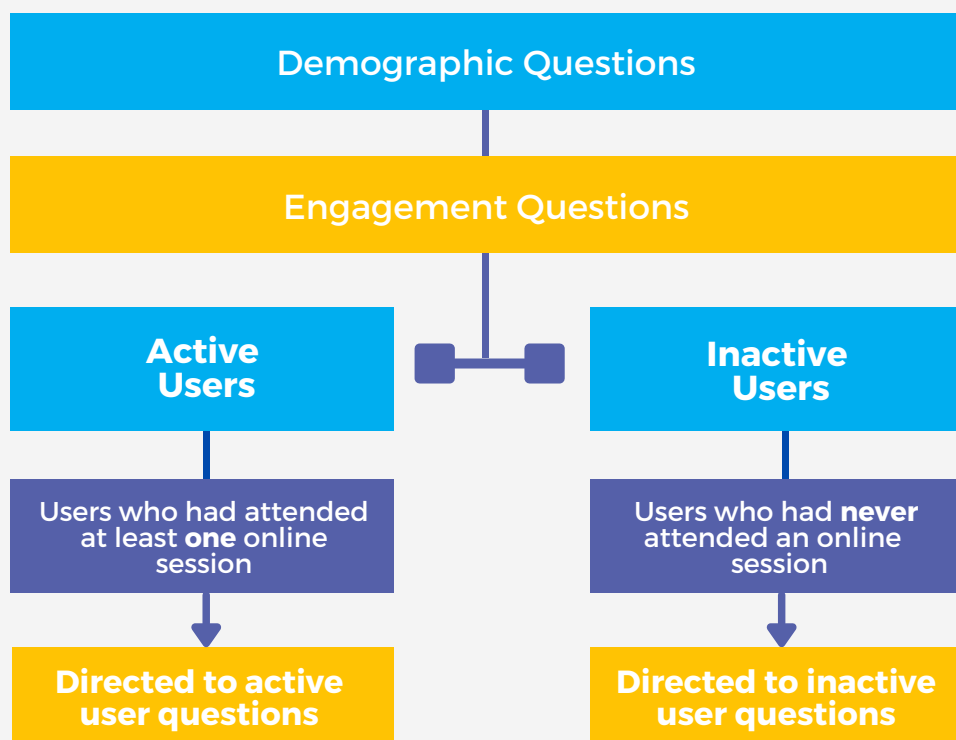 Demographic Questions
Engagement Questions
Active
Users
Inactive
Users
Users who had attended
at least one online
session
Users who had never
attended an online
session
Directed to active
user questions
Directed to inactive
user questions